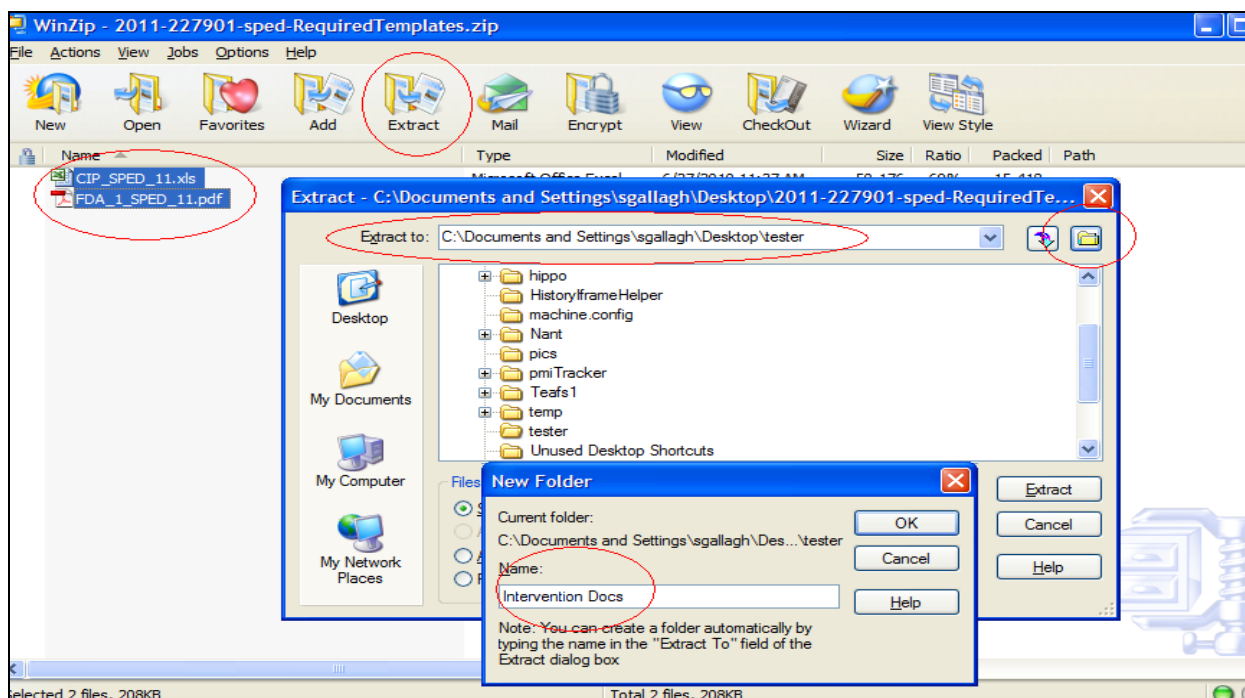 WinZip - 2011-227901-sped-RequiredTemplates.zip
File Actions View Jobs Options Help
New Open Favorites Add Extract Mail Encrypt View CheckOut Wizard View Style
Name Type Modified Size Ratio Packed Path
CIP_SPED_11.xls
FDA_1_SPED_11.pdf
Extract - C:\Documents and Settings\sgallagh\Desktop\2011-227901-sped-RequiredTe...
Extract to: C:\Documents and Settings\sgallagh\Desktop\tester
Desktop
My Documents
My Computer
My Network Places
hippo
HistoryIframeHelper
machine.config
Nant
pics
pmiTracker
Teafs1
temp
tester
Unused Desktop Shortcuts
Files
Extract
Cancel
Help
New Folder
Current folder:
C:\Documents and Settings\sgallagh\Des...\tester
Name:
Intervention Docs
OK
Cancel
Help
Note: You can create a folder automatically by
typing the name in the "Extract To" field of the
Extract dialog box
Selected 2 files, 208KB Total 2 files, 208KB